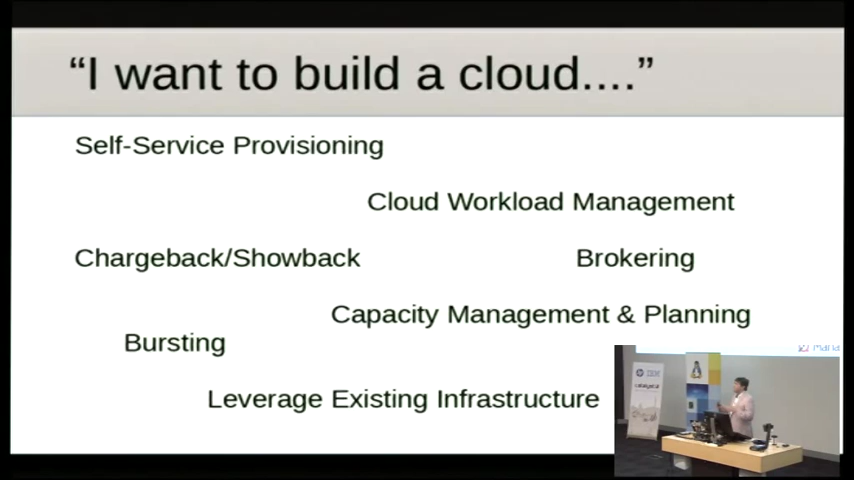 “I want to build a cloud....”
Self-Service Provisioning
Cloud Workload Management
Chargeback/Showback
Brokering
Capacity Management & Planning
Bursting
Leverage Existing Infrastructure